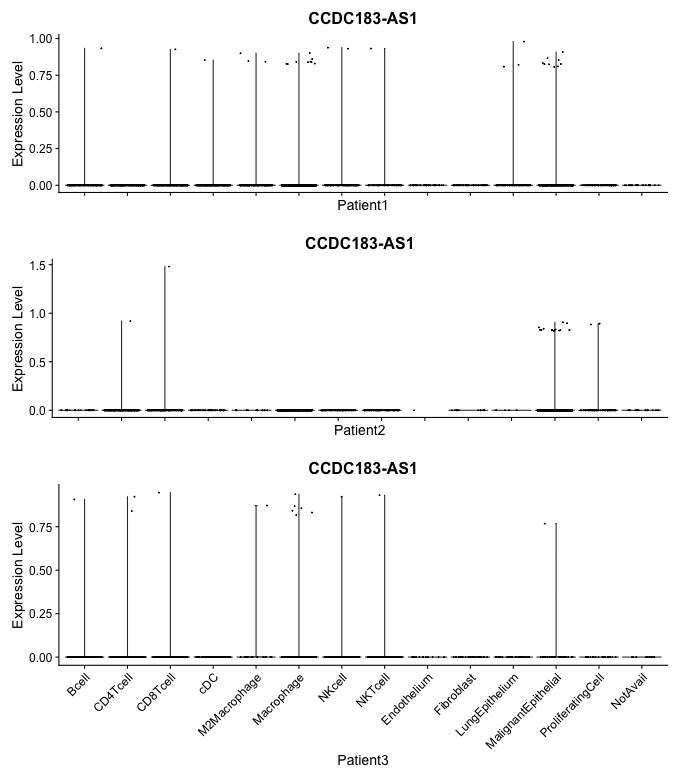 CCDC183-AS1
Expression Level
1.00
0.75
0.50
0.25
0.00
Patient1
CCDC183-AS1
Expression Level
1.5
1.0
0.5
0.0
Patient2
CCDC183-AS1
Expression Level
0.75
0.50
0.25
0.00
Bcell
CD4Tcell
CD8Tcell
cDC
M2Macrophage
Macrophage
NKcell
NKTcell
Endothelium
Fibroblast
LungEpithelium
MalignantEpithelial
ProliferatingCell
NotAvail
Patient3